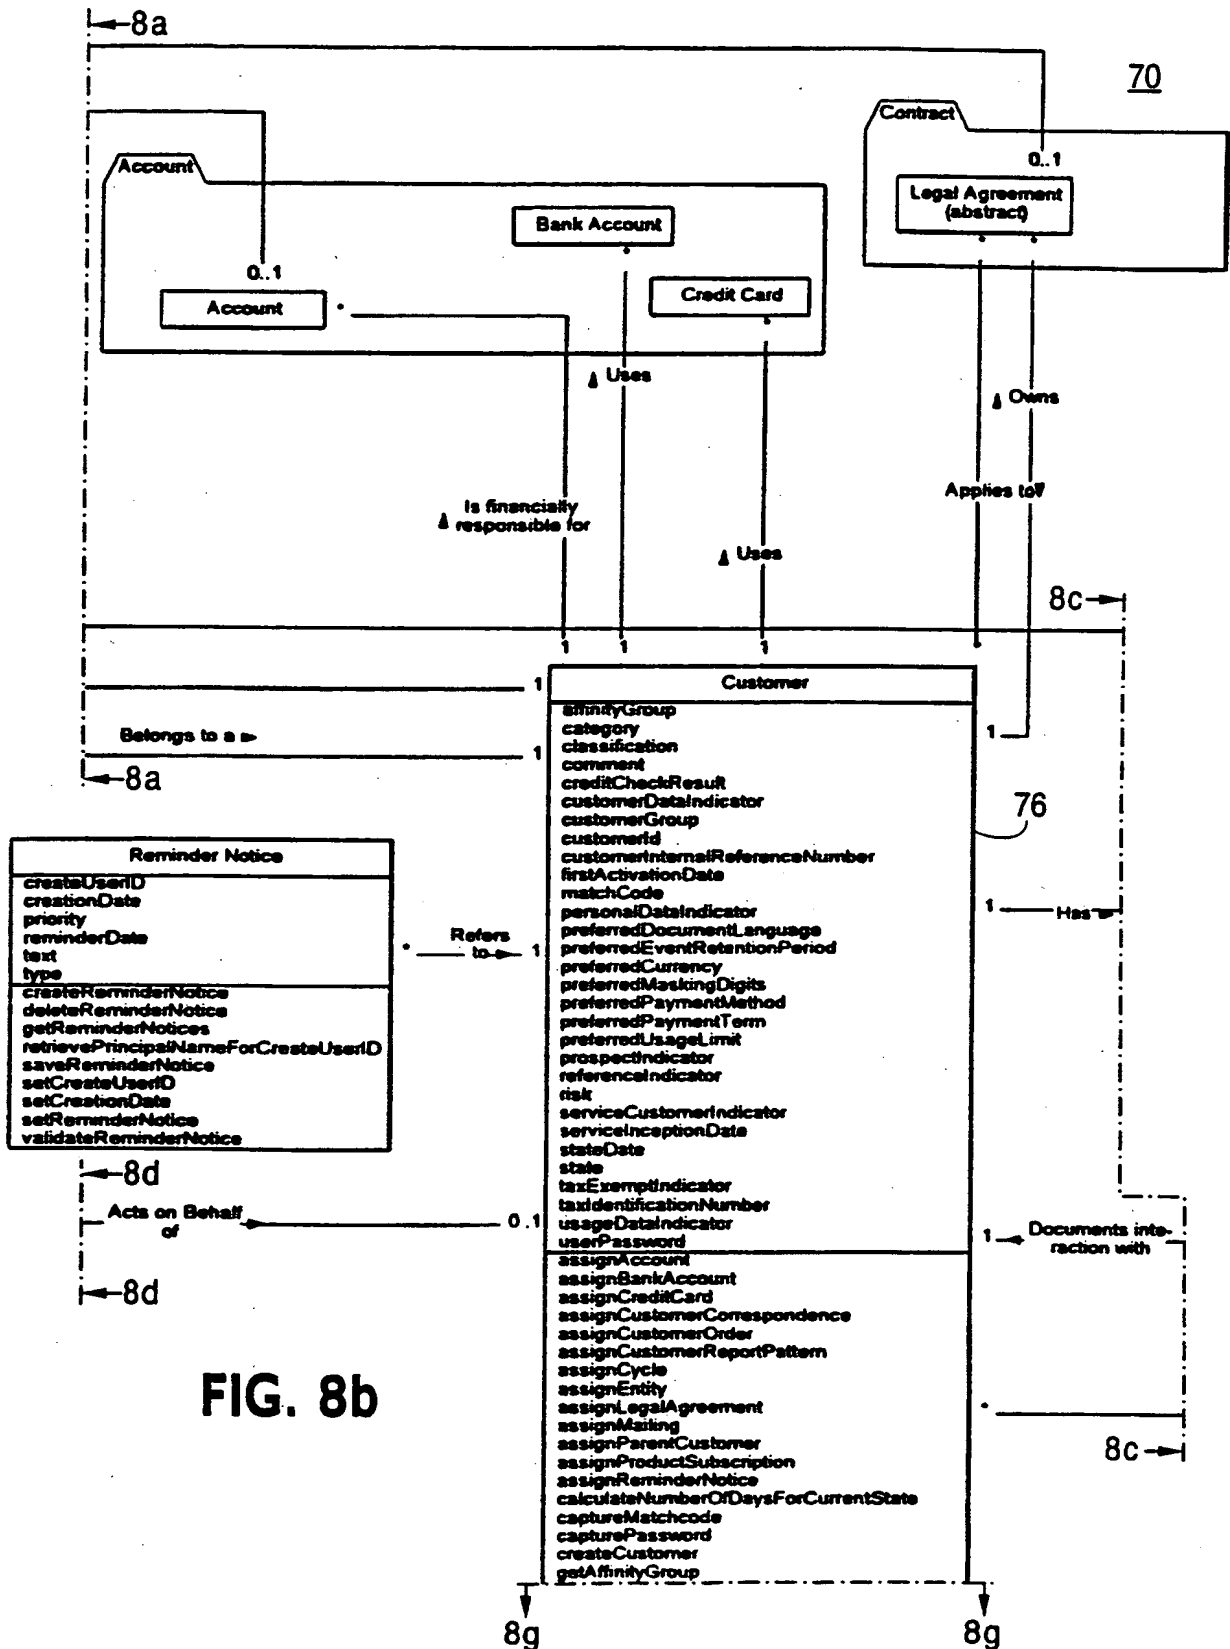 8a
70
Contract
0..1
Account
Legal Agreement
(abstract)
Bank Account
*
*
0..1
*
Credit Card
Account
*
*
Uses
Owns
Applies to
Is financially
responsible for
Uses
8c
1
1
1
*
1
Customer
affinityGroup
Belongs to a
category
1
classification
1
comment
8a
creditCheckResult
customerDataIndicator
customerGroup
76
customerId
customerInternalReferenceNumber
firstActivationDate
matchCode
personalDataIndicator
1
Has
preferredDocumentLanguage
preferredEventRetentionPeriod
preferredCurrency
preferredMaskingDigits
preferredPaymentMethod
preferredPaymentTerm
preferredUsageLimit
prospectIndicator
referenceIndicator
risk
serviceCustomerIndicator
serviceInceptionDate
stateDate
state
taxExemptIndicator
taxIdentificationNumber
usageDataIndicator
userPassword
Reminder Notice
createUserID
creationDate
priority
reminderDate
text
type
*
Refers
to
1
createReminderNotice
deleteReminderNotice
getReminderNotices
retrievePrincipalNameForCreateUserID
saveReminderNotice
setCreateUserID
setCreationDate
setReminderNotice
validateReminderNotice
8d
Acts on Behalf
of
0..1
1
Documents inte-
raction with
8d
assignAccount
assignBankAccount
assignCreditCard
assignCustomerCorrespondence
assignCustomerOrder
assignCustomerReportPattern
assignCycle
assignEntity
assignLegalAgreement
assignMailing
assignParentCustomer
assignProductSubscription
assignReminderNotice
calculateNumberOfDaysForCurrentState
captureMatchcode
capturePassword
createCustomer
getAffinityGroup
*
8c
FIG. 8b
8g
8g